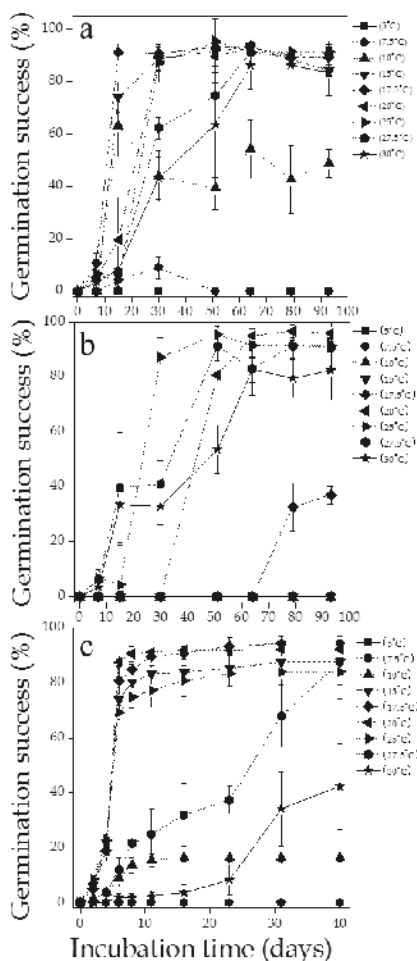 a
Germination success (%)
100
80
60
40
20
0
0 10 20 30 40 50 60 70 80 90 100
(5°C)
(7.5°C)
(10°C)
(15°C)
(17.5°C)
(20°C)
(25°C)
(27.5°C)
(30°C)
b
Germination success (%)
100
80
60
40
20
0
0 10 20 30 40 50 60 70 80 90 100
(5°C)
(7.5°C)
(10°C)
(15°C)
(17.5°C)
(20°C)
(25°C)
(27.5°C)
(30°C)
c
Germination success (%)
100
80
60
40
20
0
0 10 20 30 40
(5°C)
(7.5°C)
(10°C)
(15°C)
(17.5°C)
(20°C)
(25°C)
(27.5°C)
(30°C)
Incubation time (days)